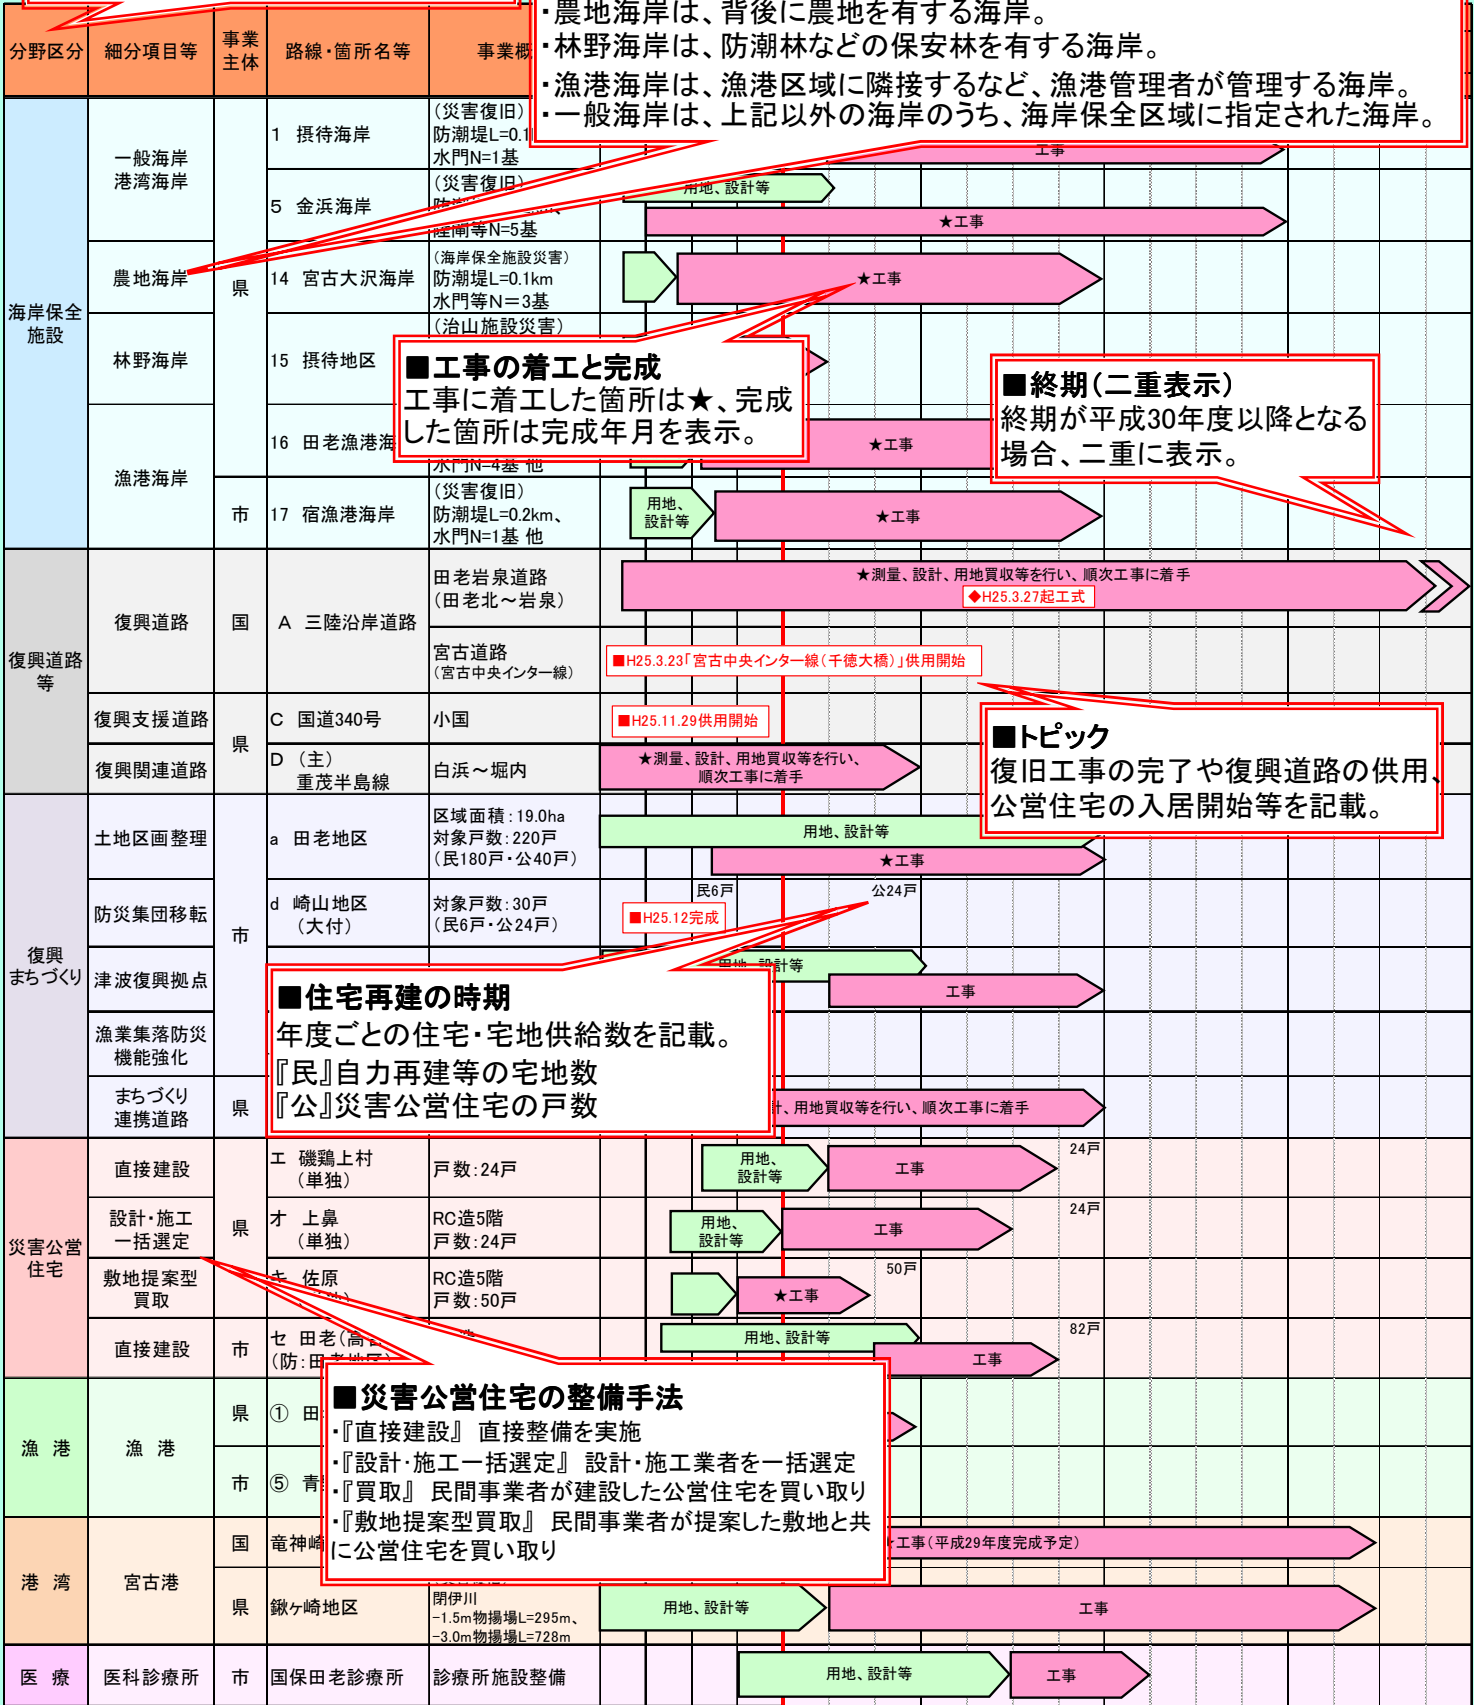 ・農地海岸は、背後に農地を有する海岸。
・林野海岸は、防潮林などの保安林を有する海岸。
・漁港海岸は、漁港区域に隣接するなど、漁港管理者が管理する海岸。
・一般海岸は、上記以外の海岸のうち、海岸保全区域に指定された海岸。
分野区分 細分項目等 事業主体 路線・箇所名等 事業概
海岸保全
施設
一般海岸
港湾海岸
県
1 摂待海岸
(災害復旧)
防潮堤L=0.1
水門N=1基
工事
5 金浜海岸
(災害復旧)
陸閘等N=5基
用地、設計等
★工事
農地海岸
14 宮古大沢海岸
(海岸保全施設災害)
防潮堤L=0.1km
水門等N=3基
★工事
林野海岸
15 摂待地区
(治山施設災害)
■工事の着工と完成
工事に着工した箇所は★、完成
した箇所は完成年月を表示。
■終期(二重表示)
終期が平成30年度以降となる
場合、二重に表示。
漁港海岸
16 田老漁港海
水門N=4基 他
★工事
市
17 宿漁港海岸
(災害復旧)
防潮堤L=0.2km、
水門N=1基 他
用地、
設計等
★工事
復興道路
等
復興道路
国
A 三陸沿岸道路
田老岩泉道路
(田老北～岩泉)
★測量、設計、用地買収等を行い、順次工事に着手
◆H25.3.27起工式
宮古道路
(宮古中央インター線)
■H25.3.23「宮古中央インター線(千徳大橋)」供用開始
復興支援道路
県
C 国道340号
小国
■H25.11.29供用開始
■トピック
復旧工事の完了や復興道路の供用、
公営住宅の入居開始等を記載。
復興関連道路
D (主)
重茂半島線
白浜～堀内
★測量、設計、用地買収等を行い、
順次工事に着手
復興
まちづくり
土地区画整理
市
a 田老地区
区域面積:19.0ha
対象戸数:220戸
(民180戸・公40戸)
用地、設計等
★工事
防災集団移転
d 崎山地区
(大付)
対象戸数:30戸
(民6戸・公24戸)
民6戸
公24戸
■H25.12完成
津波復興拠点
用地、設計等
工事
■住宅再建の時期
年度ごとの住宅・宅地供給数を記載。
『民』自力再建等の宅地数
『公』災害公営住宅の戸数
漁業集落防災
機能強化
まちづくり
連携道路
県
、用地買収等を行い、順次工事に着手
災害公営
住宅
直接建設
県
エ 磯鶏上村
(単独)
戸数:24戸
用地、
設計等
工事
24戸
設計・施工
一括選定
オ 上鼻
(単独)
RC造5階
戸数:24戸
用地、
設計等
工事
24戸
敷地提案型
買取
キ 佐原
RC造5階
戸数:50戸
★工事
50戸
直接建設
市
セ 田老(高
(防:田老地区)
用地、設計等
工事
82戸
■災害公営住宅の整備手法
・『直接建設』 直接整備を実施
・『設計・施工一括選定』 設計・施工業者を一括選定
・『買取』 民間事業者が建設した公営住宅を買い取り
・『敷地提案型買取』 民間事業者が提案した敷地と共
に公営住宅を買い取り
漁 港
漁 港
県
① 田
市
⑤ 青
港 湾
宮古港
国
竜神崎
工事(平成29年度完成予定)
県
鍬ヶ崎地区
閉伊川
-1.5m物揚場L=295m、
-3.0m物揚場L=728m
用地、設計等
工事
医 療
医科診療所
市
国保田老診療所
診療所施設整備
用地、設計等
工事